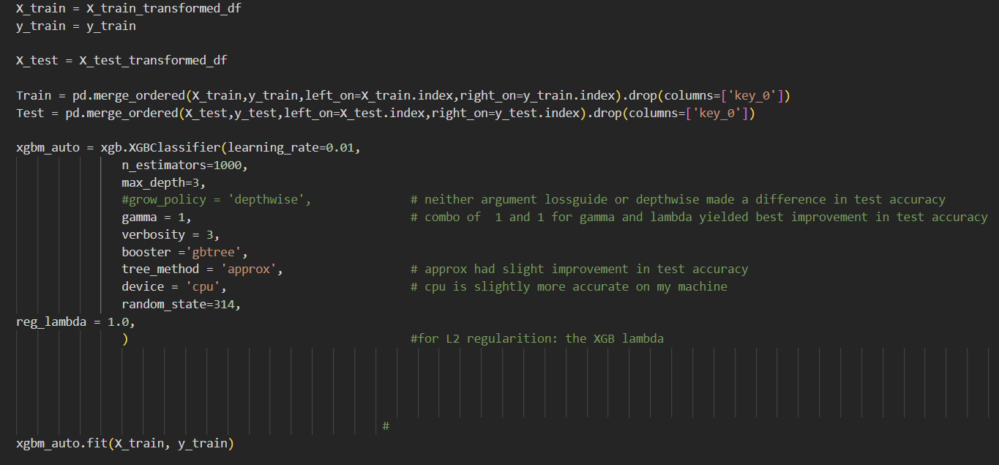 X_train = X_train_transformed_df
y_train = y_train
X_test = X_test_transformed_df
Train = pd.merge_ordered(X_train,y_train,left_on=X_train.index,right_on=y_train.index).drop(columns=['key_0'])
Test = pd.merge_ordered(X_test,y_test,left_on=X_test.index,right_on=y_test.index).drop(columns=['key_0'])
xgbm_auto = xgb.XGBClassifier(learning_rate=0.01,
n_estimators=1000,
max_depth=3,
#grow_policy = 'depthwise', # neither argument lossguide or depthwise made a difference in test accuracy
gamma = 1, # combo of  1 and 1 for gamma and lambda yielded best improvement in test accuracy
verbosity = 3,
booster ='gbtree',
tree_method = 'approx', # approx had slight improvement in test accuracy
device = 'cpu', # cpu is slightly more accurate on my machine
random_state=314,
reg_lambda = 1.0,
) #for L2 regularition: the XGB lambda
#
xgbm_auto.fit(X_train, y_train)